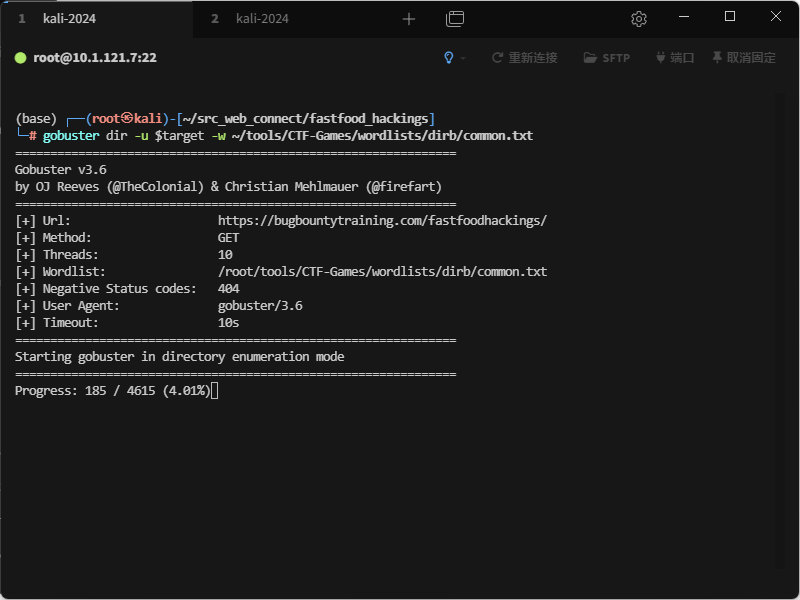 1 kali-2024 2 kali-2024
root@10.1.121.7:22 重新连接 SFTP 端口 取消固定
(base) ┌──(root㉿kali)-[~/src_web_connect/fastfood_hackings]
└─# gobuster dir -u $target -w ~/tools/CTF-Games/wordlists/dirb/common.txt
===============================================================
Gobuster v3.6
by OJ Reeves (@TheColonial) & Christian Mehlmauer (@firefart)
===============================================================
[+] Url: https://bugbountytraining.com/fastfoodhackings/
[+] Method: GET
[+] Threads: 10
[+] Wordlist: /root/tools/CTF-Games/wordlists/dirb/common.txt
[+] Negative Status codes: 404
[+] User Agent: gobuster/3.6
[+] Timeout: 10s
===============================================================
Starting gobuster in directory enumeration mode
===============================================================
Progress: 185 / 4615 (4.01%)